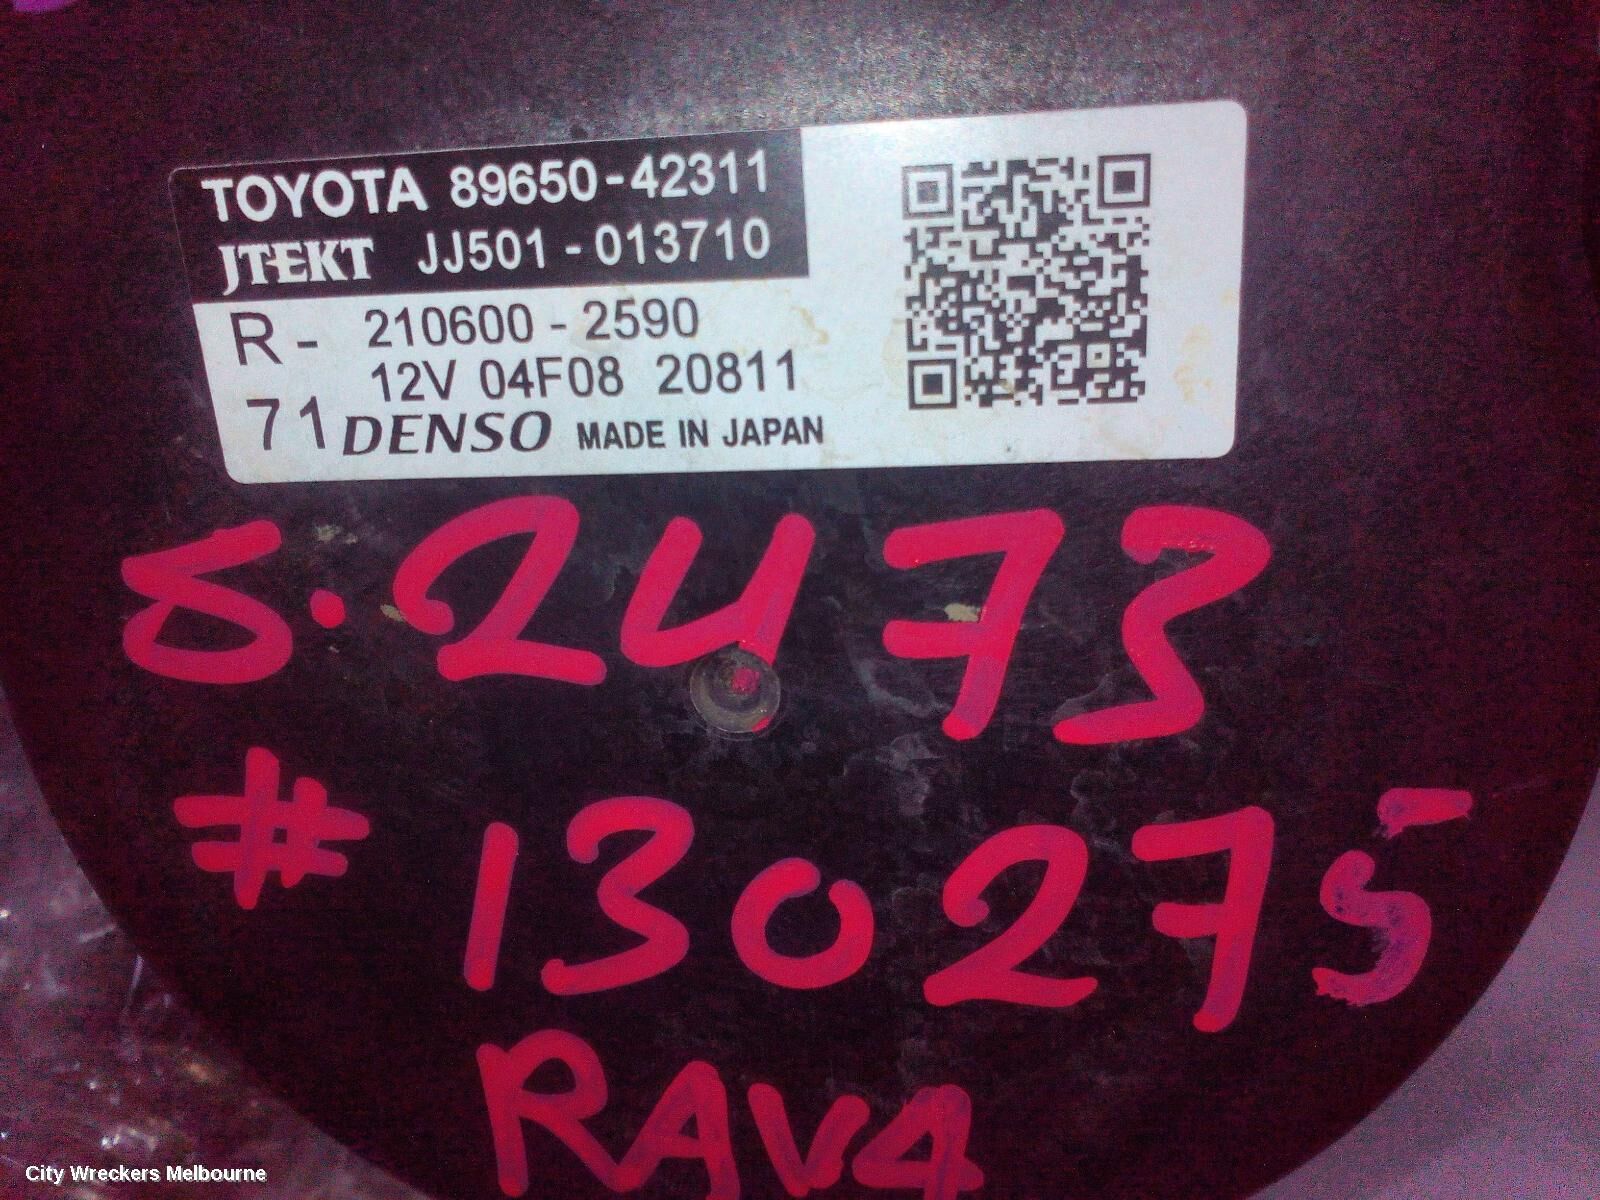 TOYOTA 89650-42311
JTEKT JJ501-013710
R- 210600-2590
12V 04F08 20811
71 DENSO MADE IN JAPAN
S.2473
# 130275
RAV4
City Wreckers Melbourne